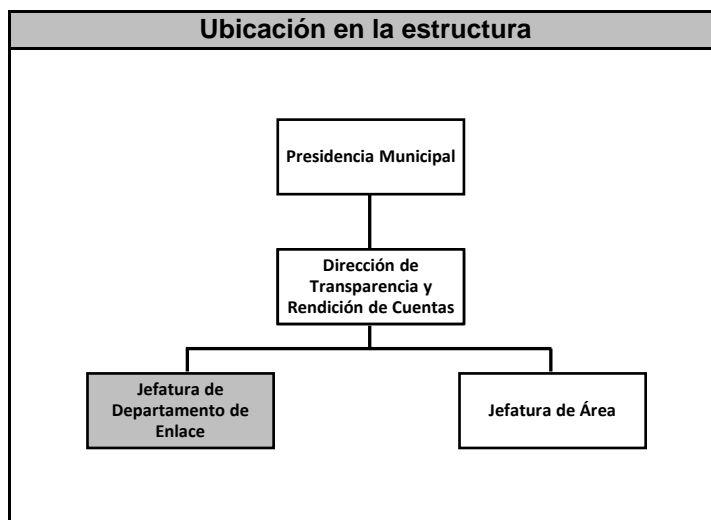 Ubicación en la estructura
Presidencia Municipal
Dirección de
Transparencia y
Rendición de Cuentas
Jefatura de
Departamento de
Enlace
Jefatura de Área